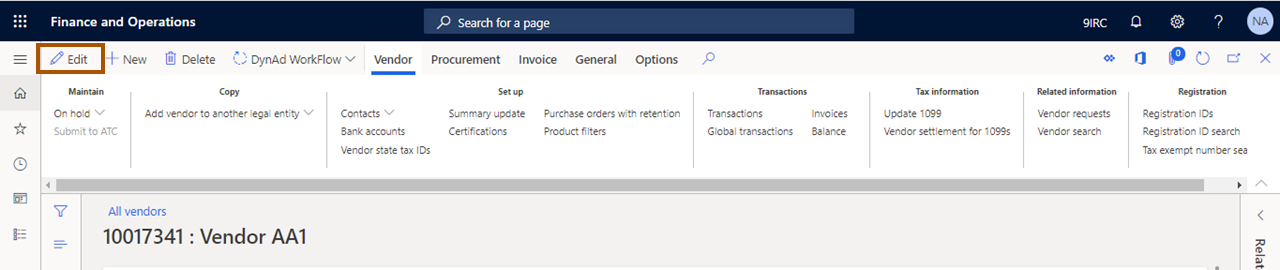 Finance and Operations
Search for a page
9IRC
?
NA
Edit
New
Delete
DynAd WorkFlow
Vendor
Procurement
Invoice
General
Options
0
Maintain
On hold
Submit to ATC
Copy
Add vendor to another legal entity
Set up
Contacts
Bank accounts
Vendor state tax IDs
Summary update
Certifications
Purchase orders with retention
Product filters
Transactions
Transactions
Global transactions
Invoices
Balance
Tax information
Update 1099
Vendor settlement for 1099s
Related information
Vendor requests
Vendor search
Registration
Registration IDs
Registration ID search
Tax exempt number sea
All vendors
10017341 : Vendor AA1
Relat